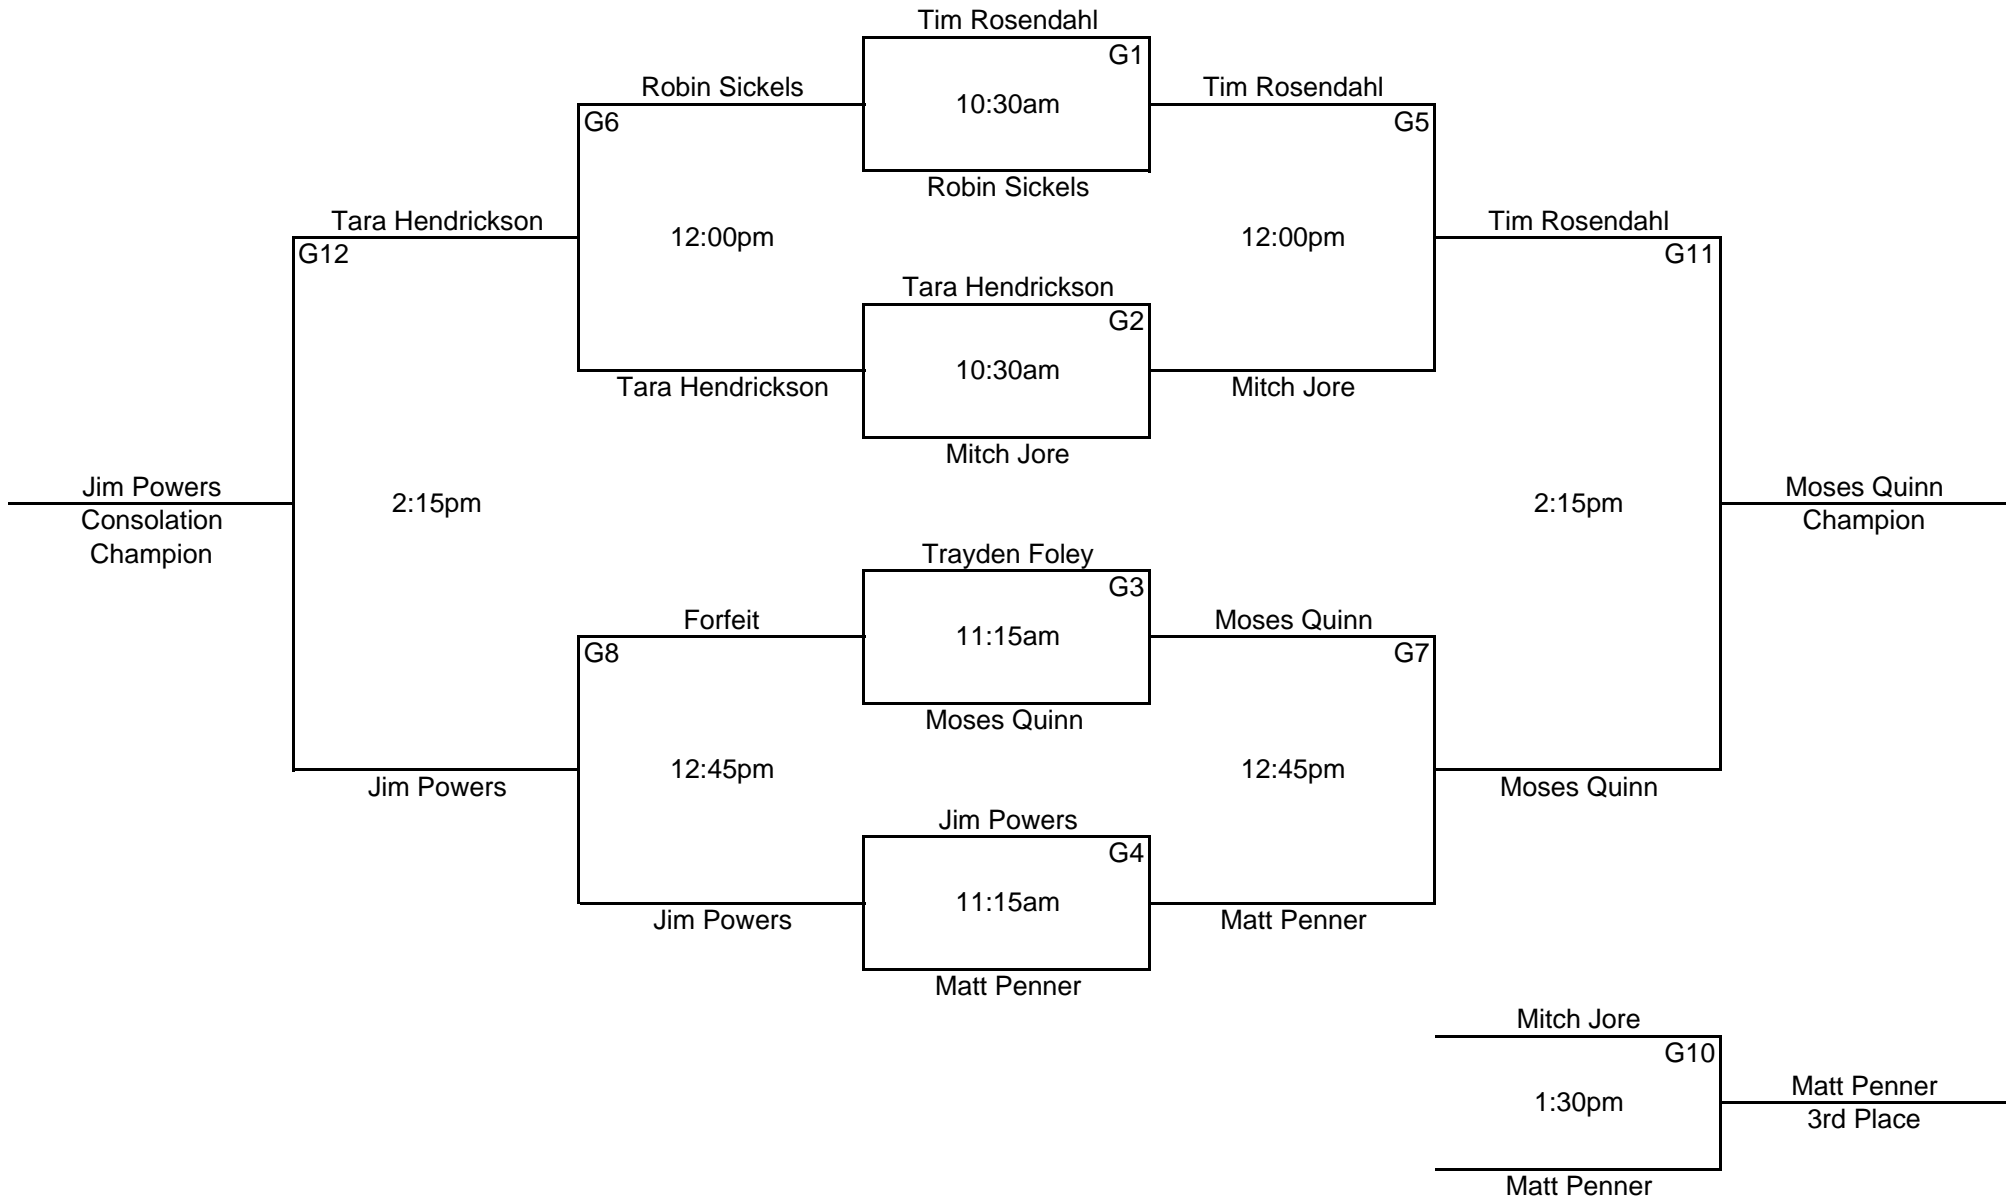 Tim Rosendahl
G1
Robin Sickels
10:30am
Tim Rosendahl
G6
G5
Robin Sickels
Tara Hendrickson
12:00pm
12:00pm
Tim Rosendahl
G12
G11
Tara Hendrickson
G2
10:30am
Tara Hendrickson
Mitch Jore
Mitch Jore
Jim Powers
2:15pm
2:15pm
Moses Quinn
Consolation
Champion
Champion
Trayden Foley
G3
Forfeit
11:15am
Moses Quinn
G8
G7
Moses Quinn
Jim Powers
12:45pm
12:45pm
Moses Quinn
Jim Powers
G4
11:15am
Jim Powers
Matt Penner
Matt Penner
Mitch Jore
G10
1:30pm
Matt Penner
3rd Place
Matt Penner